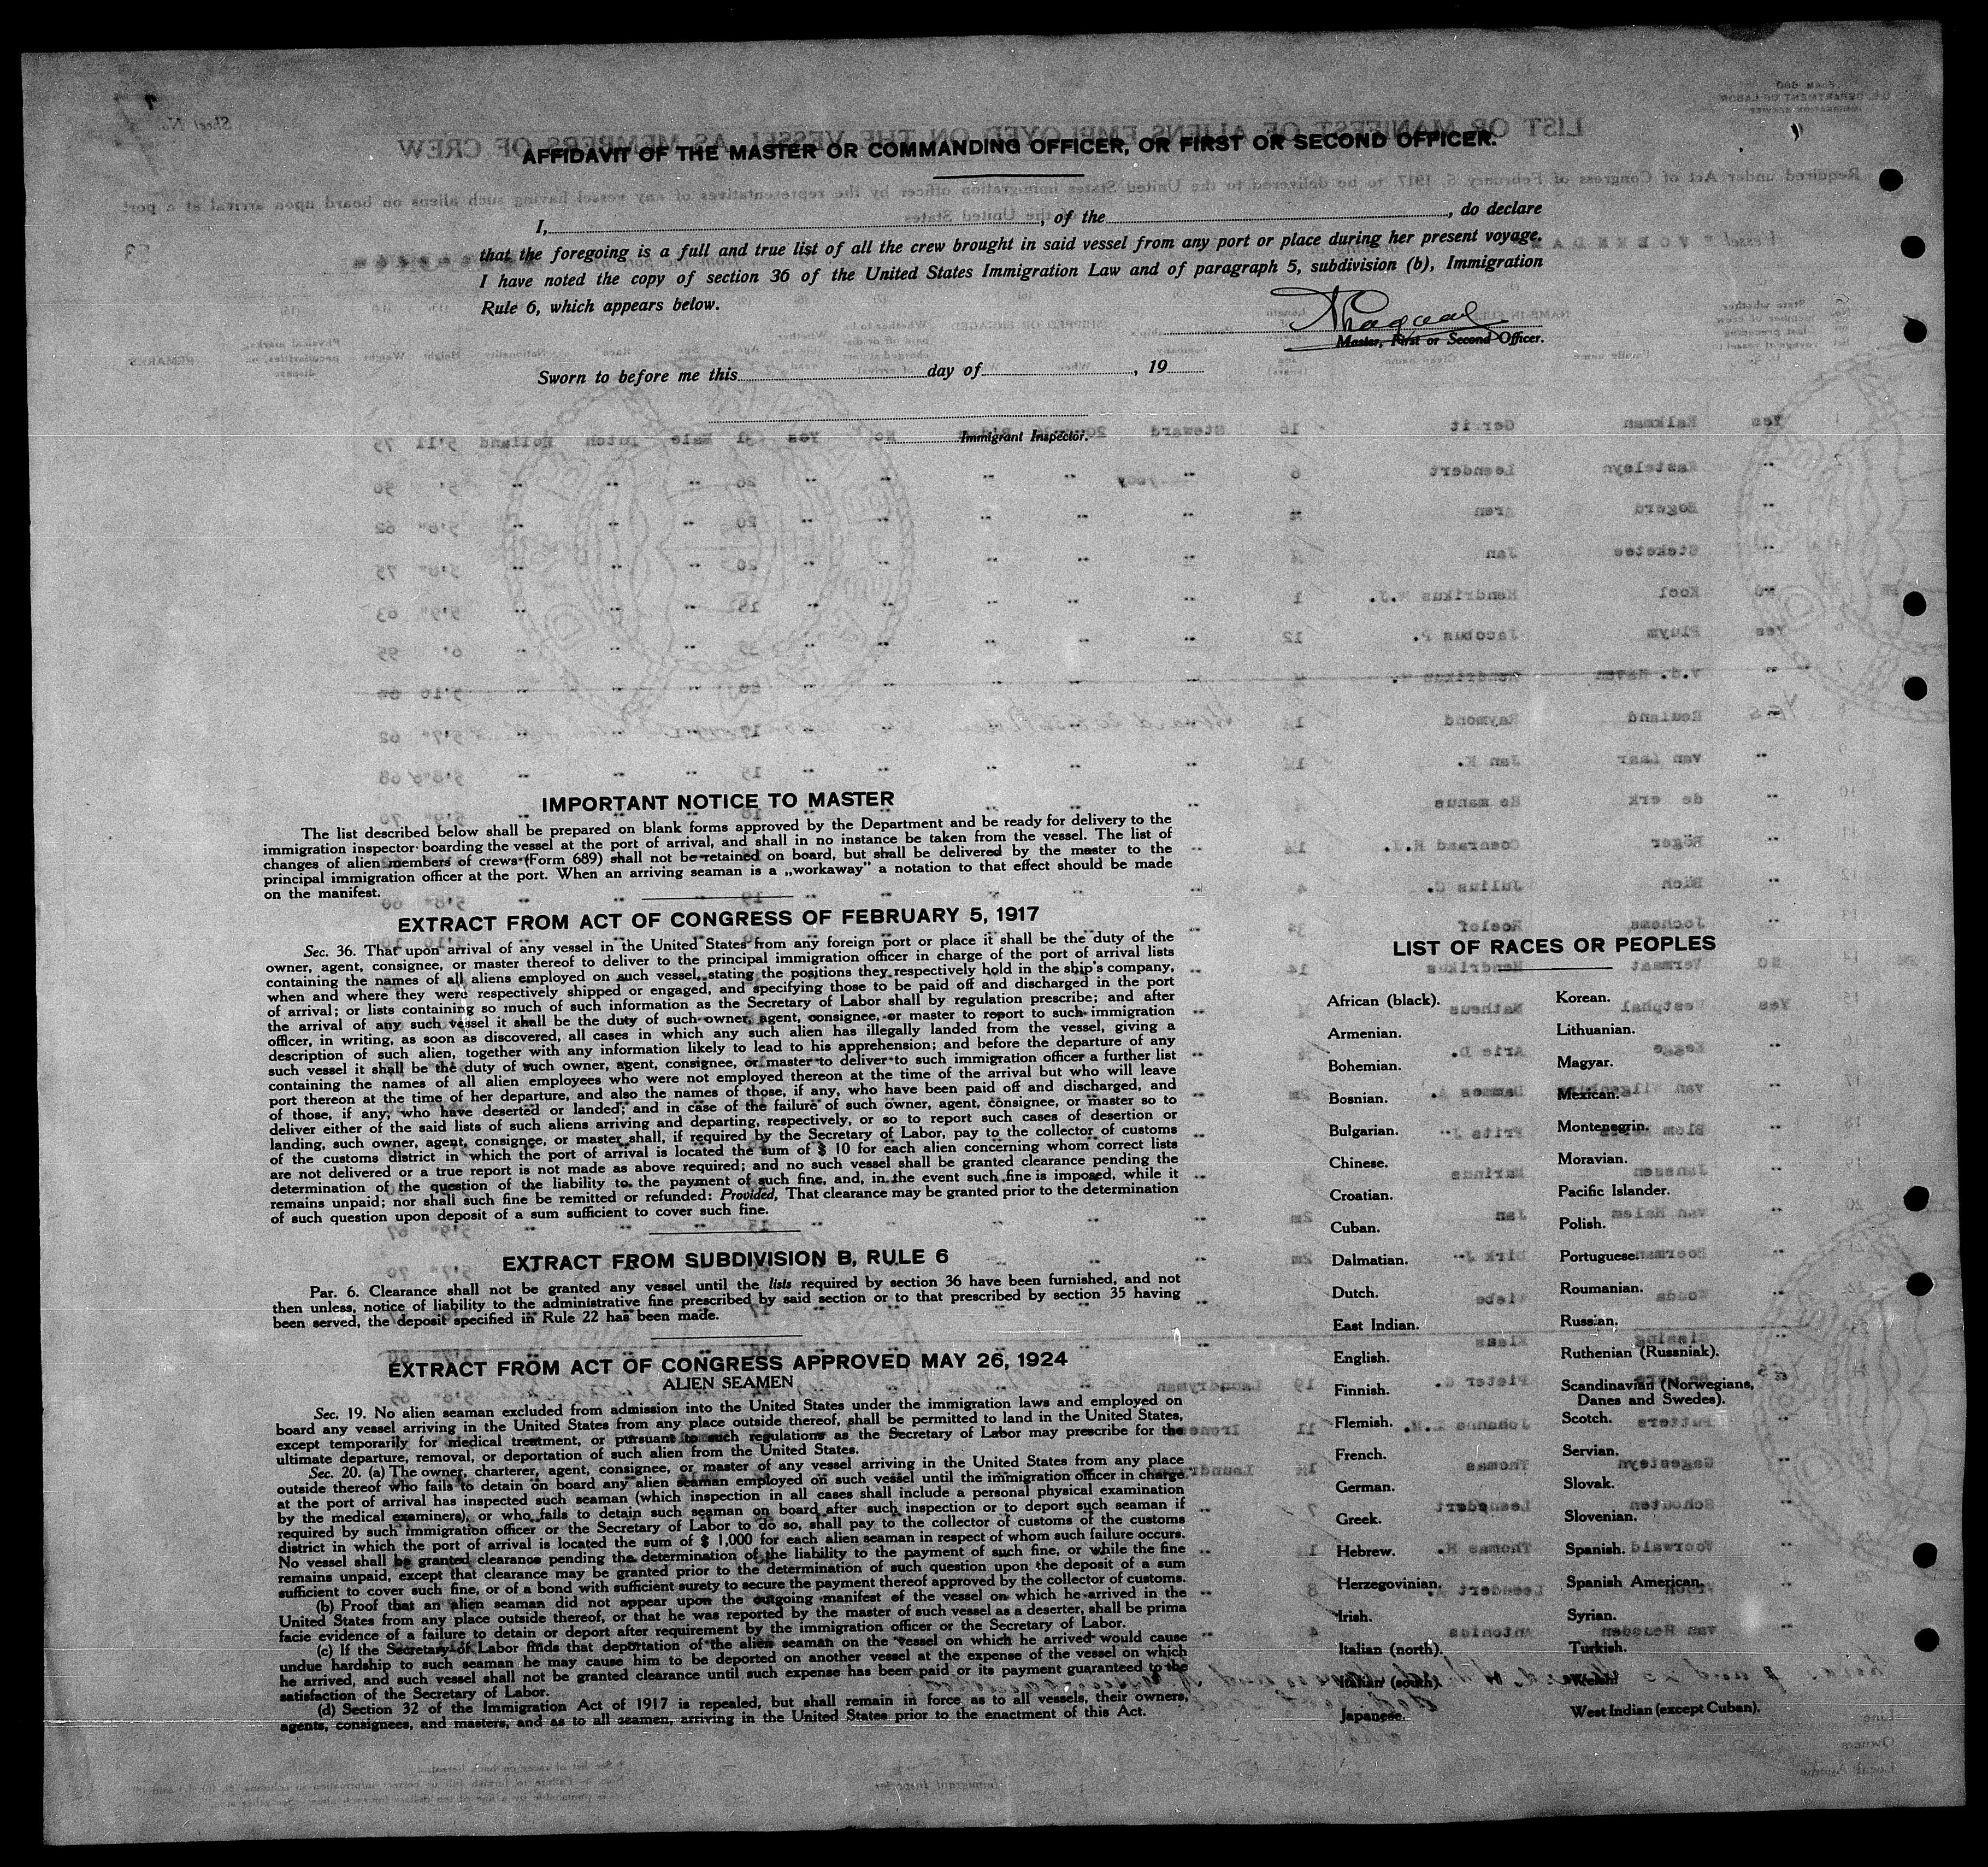 AFFIDAVIT OF THE MASTER OR COMMANDING OFFICER, OR FIRST OR SECOND OFFICER.
I, , of the , do declare
that the foregoing is a full and true list of all the crew brought in said vessel from any port or place during her present voyage.
I have noted the copy of section 36 of the United States Immigration Law and of paragraph 5, subdivision (b), Immigration
Rule 6, which appears below.
Master, First or Second Officer.
Sworn to before me this day of , 19
Immigrant Inspector.
IMPORTANT NOTICE TO MASTER
The list described below shall be prepared on blank forms approved by the Department and be ready for delivery to the
immigration inspector boarding the vessel at the port of arrival, and shall in no instance be taken from the vessel. The list of
changes of alien members of crews (Form 689) shall not be retained on board, but shall be delivered by the master to the
principal immigration officer at the port. When an arriving seaman is a „workaway” a notation to that effect should be made
on the manifest.
EXTRACT FROM ACT OF CONGRESS OF FEBRUARY 5, 1917
Sec. 36. That upon arrival of any vessel in the United States from any foreign port or place it shall be the duty of the
owner, agent, consignee, or master thereof to deliver to the principal immigration officer in charge of the port of arrival lists
containing the names of all aliens employed on such vessel, stating the positions they respectively hold in the ship's company,
when and where they were respectively shipped or engaged, and specifying those to be paid off and discharged in the port
of arrival; or lists containing so much of such information as the Secretary of Labor shall by regulation prescribe; and after
the arrival of any such vessel it shall be the duty of such owner, agent, consignee, or master to report to such immigration
officer, in writing, as soon as discovered, all cases in which any such alien has illegally landed from the vessel, giving a
description of such alien, together with any information likely to lead to his apprehension; and before the departure of any
such vessel it shall be the duty of such owner, agent, consignee, or master to deliver to such immigration officer a further list
containing the names of all alien employees who were not employed thereon at the time of the arrival but who will leave
port thereon at the time of her departure, and also the names of those, if any, who have been paid off and discharged, and
of those, if any, who have deserted or landed; and in case of the failure of such owner, agent, consignee, or master so to
deliver either of the said lists of such aliens arriving and departing, respectively, or so to report such cases of desertion or
landing, such owner, agent, consignee, or master shall, if required by the Secretary of Labor, pay to the collector of customs
of the customs district in which the port of arrival is located the sum of $ 10 for each alien concerning whom correct lists
are not delivered or a true report is not made as above required; and no such vessel shall be granted clearance pending the
determination of the question of the liability to the payment of such fine, and, in the event such fine is imposed, while it
remains unpaid; nor shall such fine be remitted or refunded: Provided, That clearance may be granted prior to the determination
of such question upon deposit of a sum sufficient to cover such fine.
EXTRACT FROM SUBDIVISION B, RULE 6
Par. 6. Clearance shall not be granted any vessel until the lists required by section 36 have been furnished, and not
then unless, notice of liability to the administrative fine prescribed by said section or to that prescribed by section 35 having
been served, the deposit specified in Rule 22 has been made.
EXTRACT FROM ACT OF CONGRESS APPROVED MAY 26, 1924
ALIEN SEAMEN
Sec. 19. No alien seaman excluded from admission into the United States under the immigration laws and employed on
board any vessel arriving in the United States from any place outside thereof, shall be permitted to land in the United States,
except temporarily for medical treatment, or pursuant to such regulations as the Secretary of Labor may prescribe for the
ultimate departure, removal, or deportation of such alien from the United States.
Sec. 20. (a) The owner, charterer, agent, consignee, or master of any vessel arriving in the United States from any place
outside thereof who fails to detain on board any alien seaman employed on such vessel until the immigration officer in charge
at the port of arrival has inspected such seaman (which inspection in all cases shall include a personal physical examination
by the medical examiners), or who fails to detain such seaman on board after such inspection or to deport such seaman if
required by such immigration officer or the Secretary of Labor to do so, shall pay to the collector of customs of the customs
district in which the port of arrival is located the sum of $ 1,000 for each alien seaman in respect of whom such failure occurs.
No vessel shall be granted clearance pending the determination of the liability to the payment of such fine, or while the fine
remains unpaid, except that clearance may be granted prior to the determination of such question upon the deposit of a sum
sufficient to cover such fine, or of a bond with sufficient surety to secure the payment thereof approved by the collector of customs.
(b) Proof that an alien seaman did not appear upon the outgoing manifest of the vessel on which he arrived in the
United States from any place outside thereof, or that he was reported by the master of such vessel as a deserter, shall be prima
facie evidence of a failure to detain or deport after requirement by the immigration officer or the Secretary of Labor.
(c) If the Secretary of Labor finds that deportation of the alien seaman on the vessel on which he arrived would cause
undue hardship to such seaman he may cause him to be deported on another vessel at the expense of the vessel on which
he arrived, and such vessel shall not be granted clearance until such expense has been paid or its payment guaranteed to the
satisfaction of the Secretary of Labor.
(d) Section 32 of the Immigration Act of 1917 is repealed, but shall remain in force as to all vessels, their owners,
agents, consignees, and masters, and as to all seamen, arriving in the United States prior to the enactment of this Act.
LIST OF RACES OR PEOPLES
African (black).
Armenian.
Bohemian.
Bosnian.
Bulgarian.
Chinese.
Croatian.
Cuban.
Dalmatian.
Dutch.
East Indian.
English.
Finnish.
Flemish.
French.
German.
Greek.
Hebrew.
Herzegovinian.
Irish.
Italian (north).
Italian (south).
Japanese.
Korean.
Lithuanian.
Magyar.
Mexican.
Montenegrin.
Moravian.
Pacific Islander.
Polish.
Portuguese.
Roumanian.
Russian.
Ruthenian (Russniak).
Scandinavian (Norwegians,
Danes and Swedes).
Scotch.
Servian.
Slovak.
Slovenian.
Spanish.
Spanish American.
Syrian.
Turkish.
Welsh.
West Indian (except Cuban).